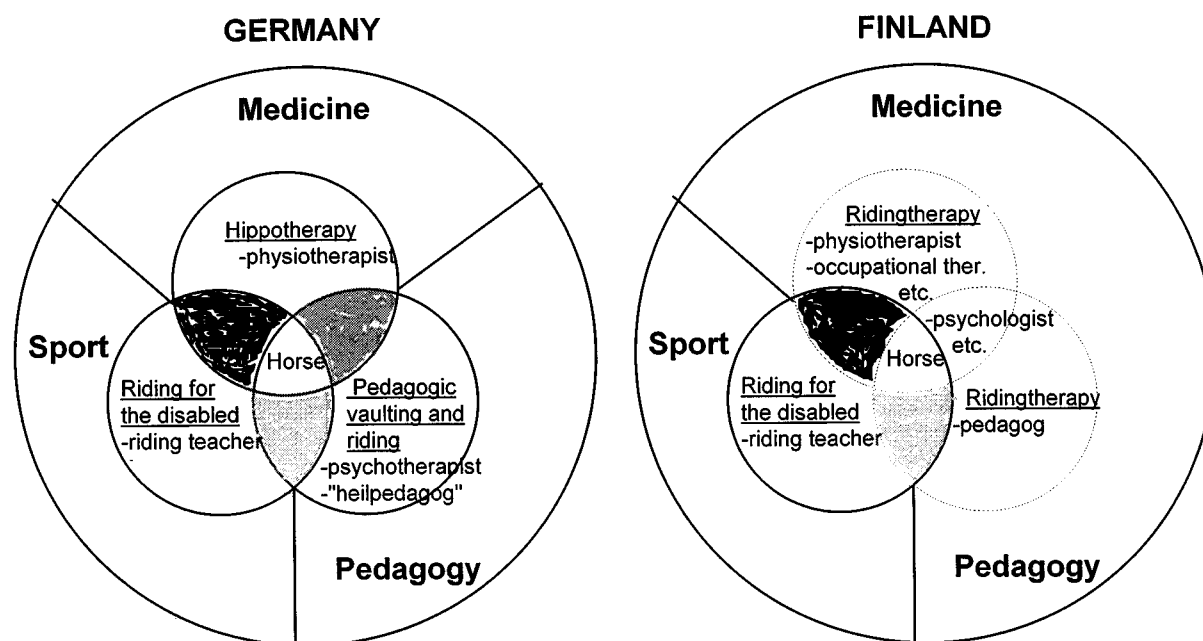 GERMANY
Medicine
Hippotherapy
-physiotherapist
Sport
Horse
Riding for
the disabled
-riding teacher
Pedagogic
vaulting and
riding
-psychotherapist
-"heilpedagog"
Pedagogy
FINLAND
Medicine
Ridingtherapy
-physiotherapist
-occupational ther.
etc.
-psychologist
etc.
Sport
Horse
Riding for
the disabled
-riding teacher
Ridingtherapy
-pedagog
Pedagogy